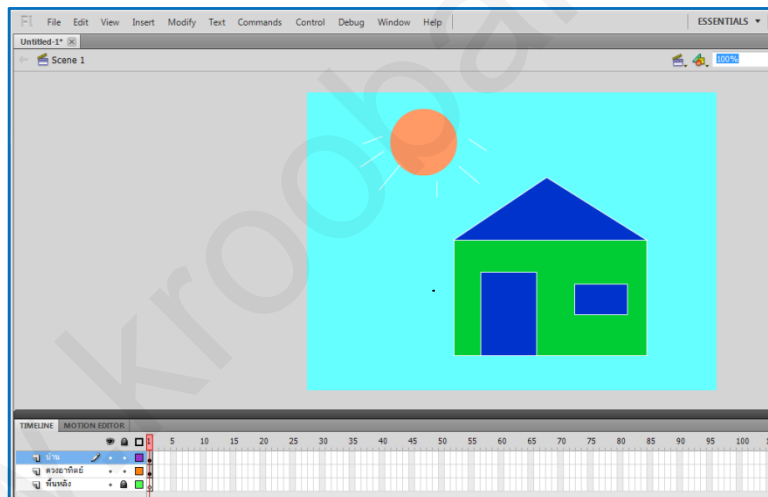 Fl File Edit View Insert Modify Text Commands Control Debug Window Help ESSENTIALS
Untitled-1*
Scene 1 100%
TIMELINE MOTION EDITOR
1 5 10 15 20 25 30 35 40 45 50 55 60 65 70 75 80 85 90 95 100
บ้าน
ดวงอาทิตย์
พื้นหลัง